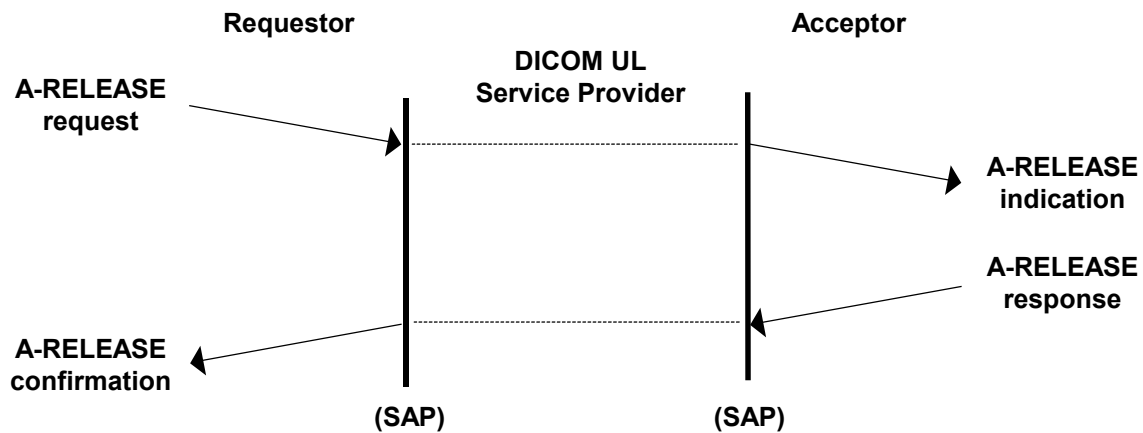 Requestor
Acceptor
DICOM UL
Service Provider
A-RELEASE
request
A-RELEASE
indication
A-RELEASE
response
A-RELEASE
confirmation
(SAP)
(SAP)